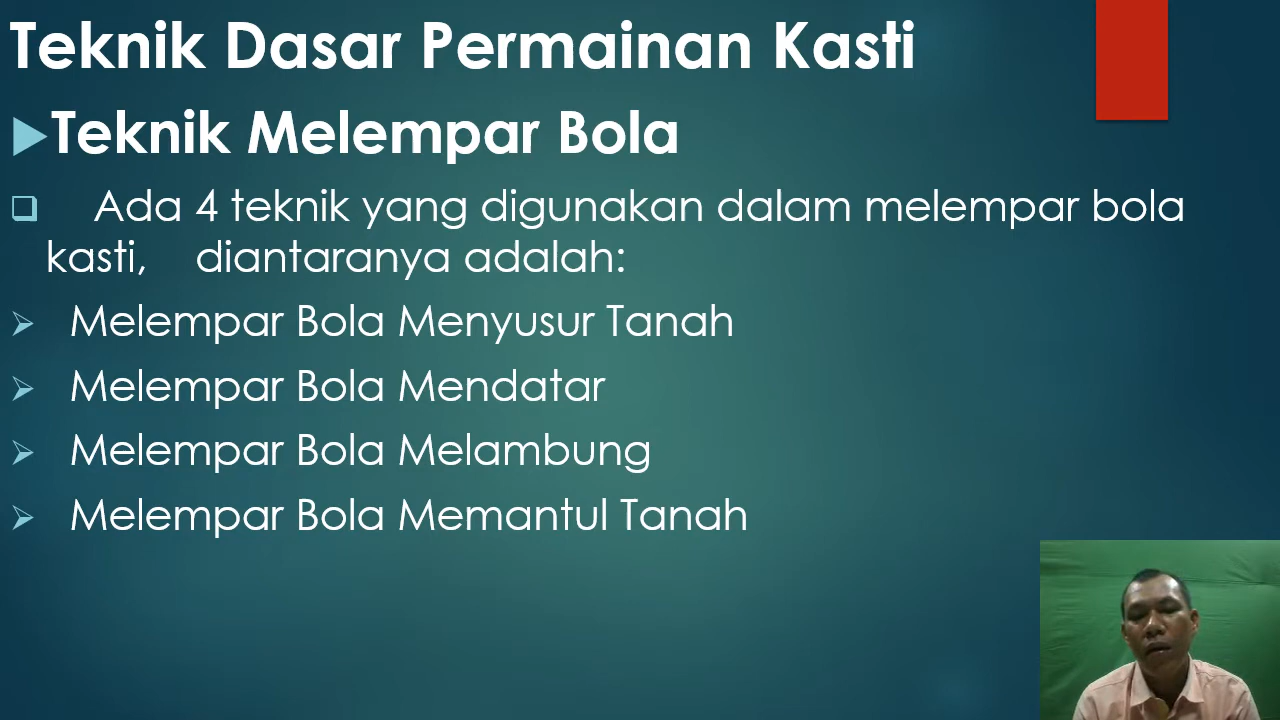 Teknik Dasar Permainan Kasti
Teknik Melempar Bola
Ada 4 teknik yang digunakan dalam melempar bola
kasti, diantaranya adalah:
Melempar Bola Menyusur Tanah
Melempar Bola Mendatar
Melempar Bola Melambung
Melempar Bola Memantul Tanah